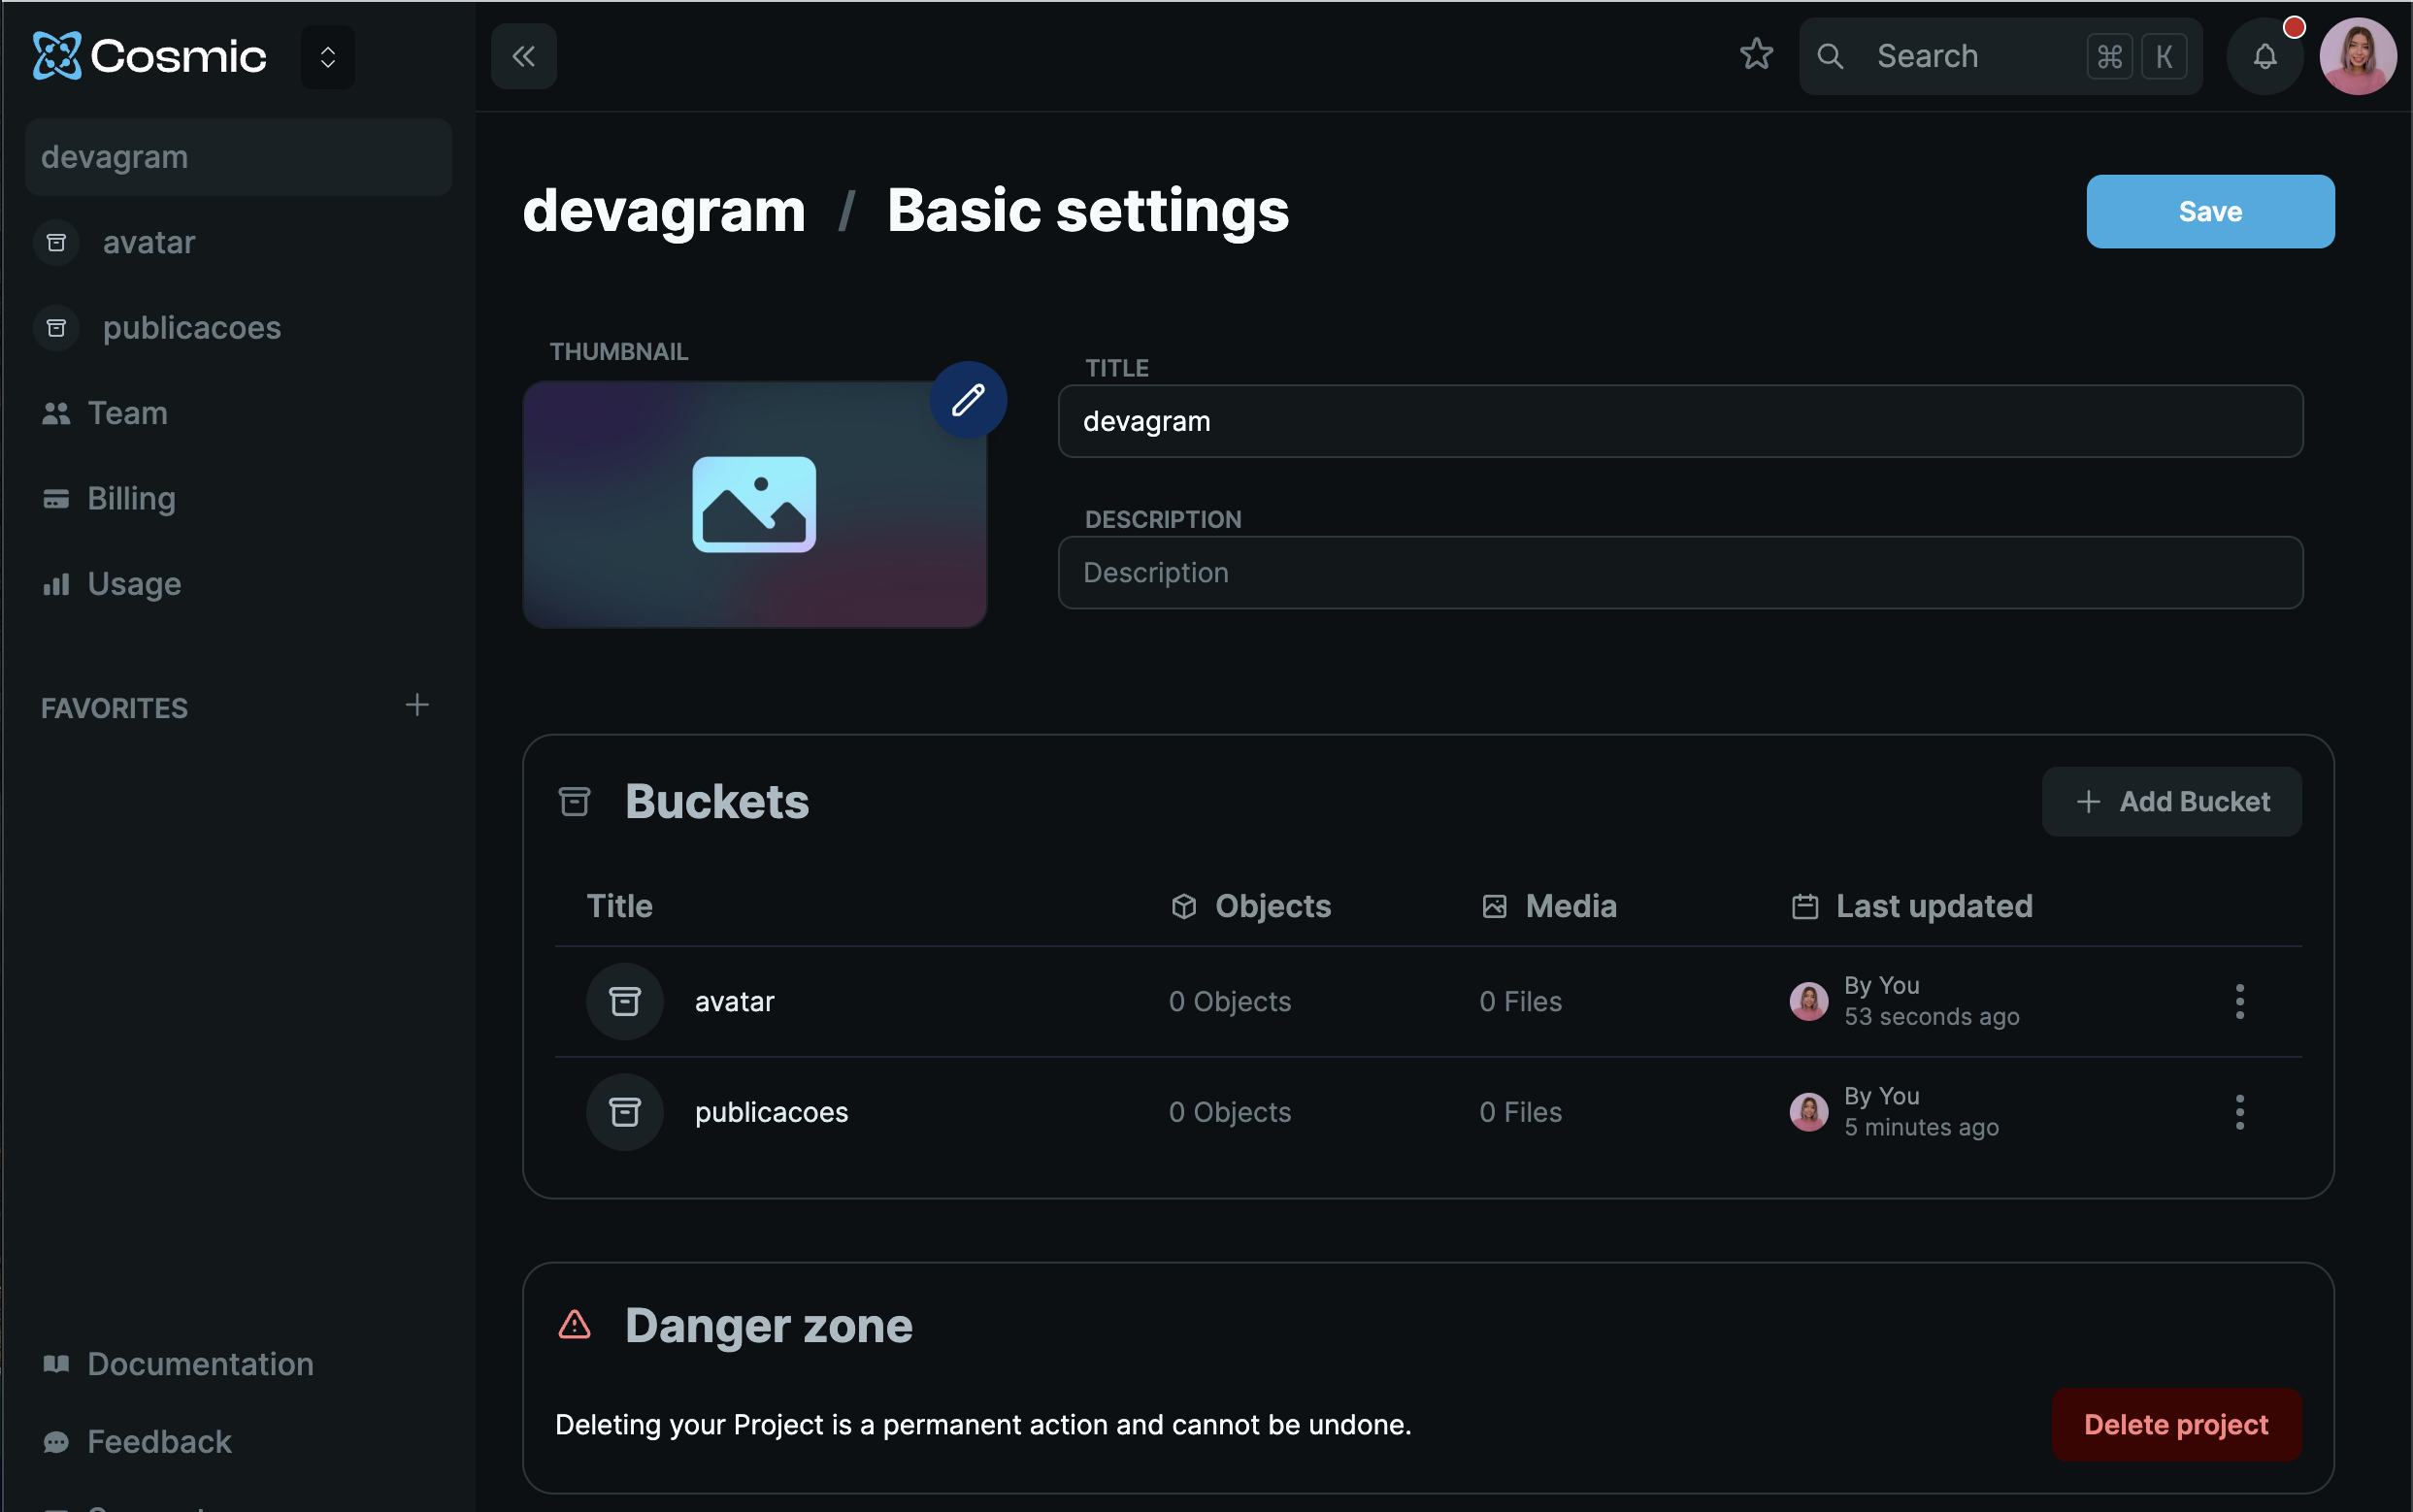 Cosmic
Search
⌘ K
devagram
avatar
publicacoes
Team
Billing
Usage
FAVORITES
Documentation
Feedback
devagram / Basic settings
Save
THUMBNAIL
TITLE
devagram
DESCRIPTION
Description
Buckets
Add Bucket
Title Objects Media Last updated
avatar 0 Objects 0 Files By You
53 seconds ago
publicacoes 0 Objects 0 Files By You
5 minutes ago
Danger zone
Deleting your Project is a permanent action and cannot be undone.
Delete project